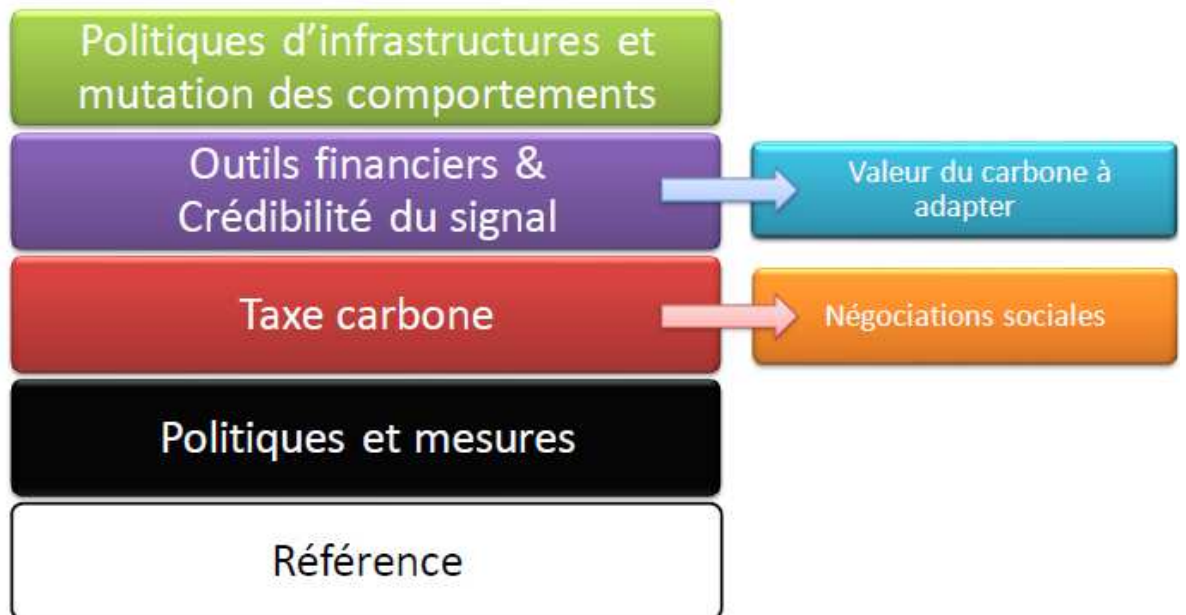 Politiques d’infrastructures et
mutation des comportements
Outils financiers &
Crédibilité du signal
Valeur du carbone à
adapter
Taxe carbone
Négociations sociales
Politiques et mesures
Référence